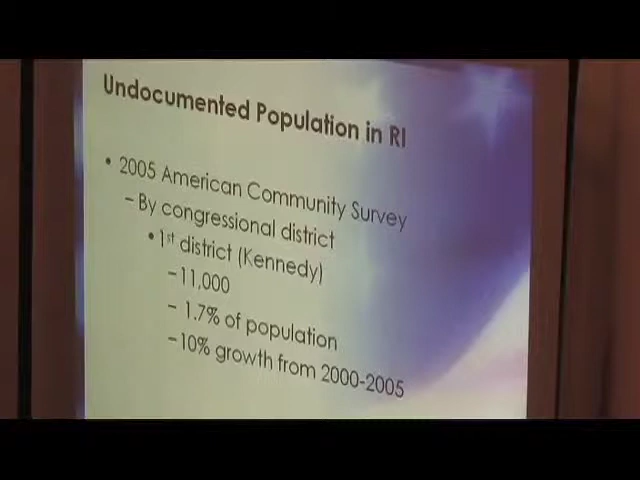 Undocumented Population in RI
• 2005 American Community Survey
– By congressional district
• 1st district (Kennedy)
– 11,000
– 1.7% of population
– 10% growth from 2000-2005